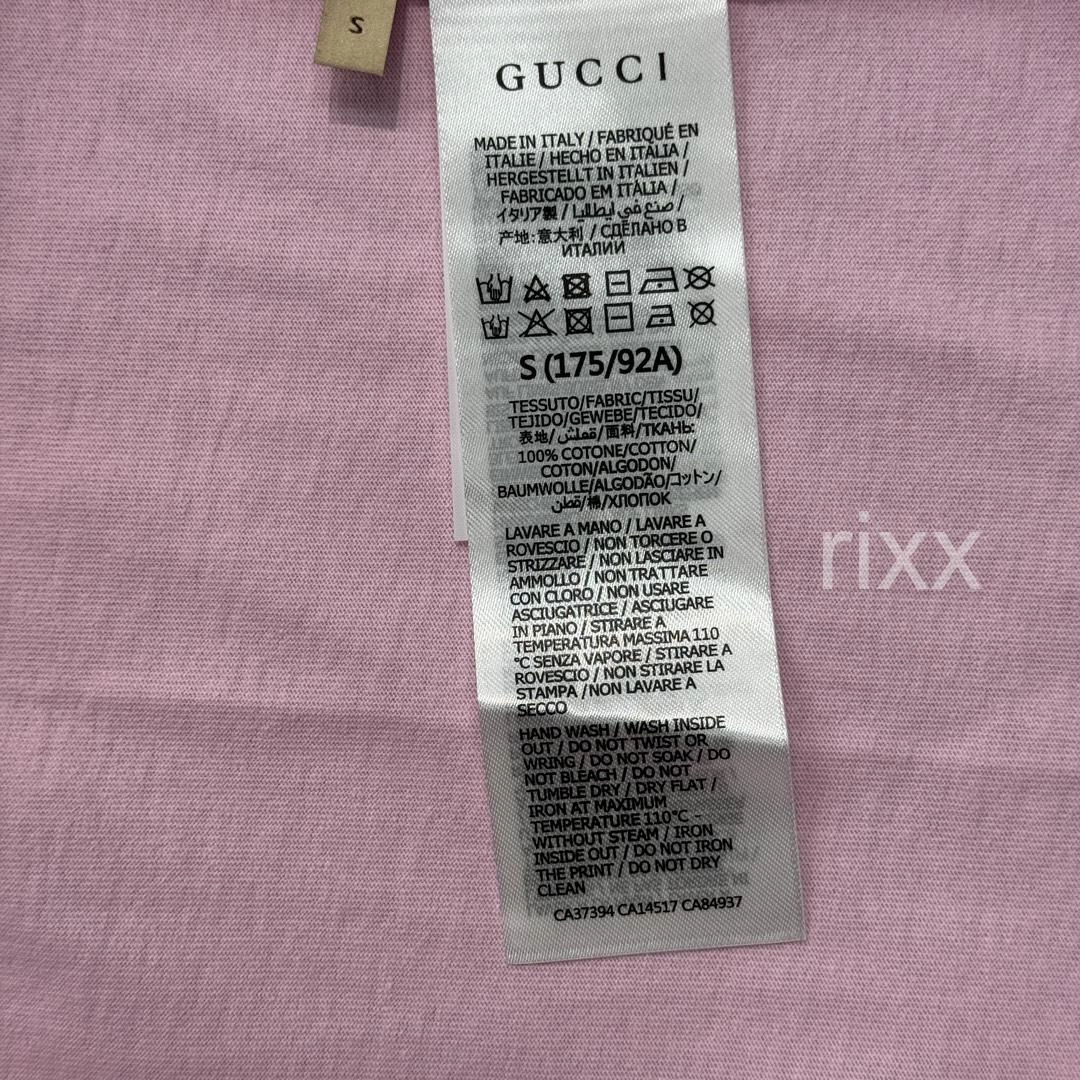 S
GUCCI
MADE IN ITALY / FABRIQUÉ EN
ITALIE / HECHO EN ITALIA /
HERGESTELLT IN ITALIEN /
FABRICADO EM ITÁLIA /
イタリア製 / صنع في إيطاليا /
产地:意大利 / СДЕЛАНО В
ИТАЛИИ
S (175/92A)
TESSUTO/FABRIC/TISSU/
TEJIDO/GEWEBE/TECIDO/
表地/قماش/面料/ТКАНЬ:
100% COTONE/COTTON/
COTON/ALGODON/
BAUMWOLLE/ALGODÃO/コットン/
قطن/棉/ХЛОПОК
rixx
LAVARE A MANO / LAVARE A
ROVESCIO / NON TORCERE O
STRIZZARE / NON LASCIARE IN
AMMOLLO / NON TRATTARE
CON CLORO / NON USARE
ASCIUGATRICE / ASCIUGARE
IN PIANO / STIRARE A
TEMPERATURA MASSIMA 110
°C SENZA VAPORE / STIRARE A
ROVESCIO / NON STIRARE LA
STAMPA / NON LAVARE A
SECCO
HAND WASH / WASH INSIDE
OUT / DO NOT TWIST OR
WRING / DO NOT SOAK / DO
NOT BLEACH / DO NOT
TUMBLE DRY / DRY FLAT /
IRON AT MAXIMUM
TEMPERATURE 110°C -
WITHOUT STEAM / IRON
INSIDE OUT / DO NOT IRON
THE PRINT / DO NOT DRY
CLEAN
CA37394 CA14517 CA84937